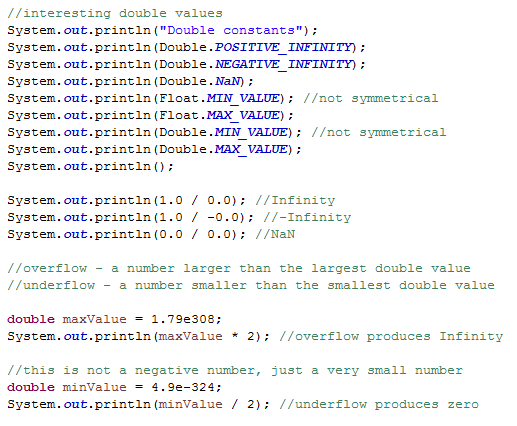 //interesting double values
System.out.println("Double constants");
System.out.println(Double.POSITIVE_INFINITY);
System.out.println(Double.NEGATIVE_INFINITY);
System.out.println(Double.NaN);
System.out.println(Float.MIN_VALUE); //not symmetrical
System.out.println(Float.MAX_VALUE);
System.out.println(Double.MIN_VALUE); //not symmetrical
System.out.println(Double.MAX_VALUE);
System.out.println();
System.out.println(1.0 / 0.0); //Infinity
System.out.println(1.0 / -0.0); //-Infinity
System.out.println(0.0 / 0.0); //NaN
//overflow - a number larger than the largest double value
//underflow - a number smaller than the smallest double value
double maxValue = 1.79e308;
System.out.println(maxValue * 2); //overflow produces Infinity
//this is not a negative number, just a very small number
double minValue = 4.9e-324;
System.out.println(minValue / 2); //underflow produces zero